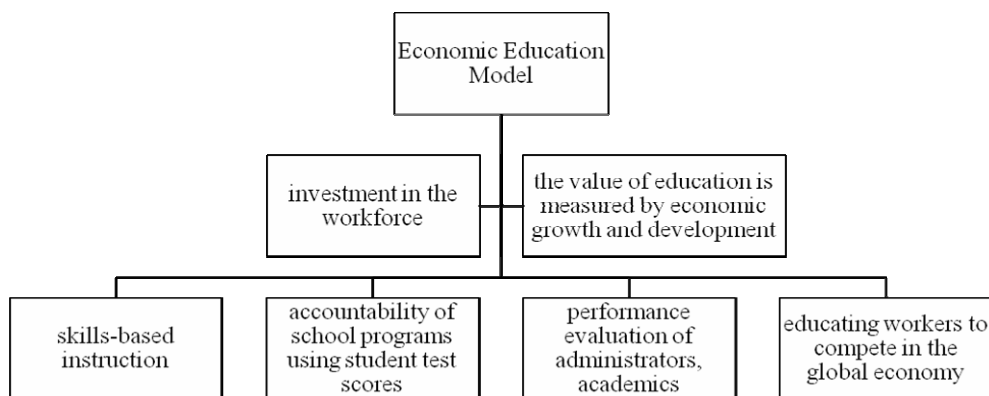 Economic Education
Model
investment in the
workforce
the value of education is
measured by economic
growth and development
skills-based
instruction
accountability of
school programs
using student test
scores
performance
evaluation of
administrators,
academics
educating workers to
compete in the
global economy